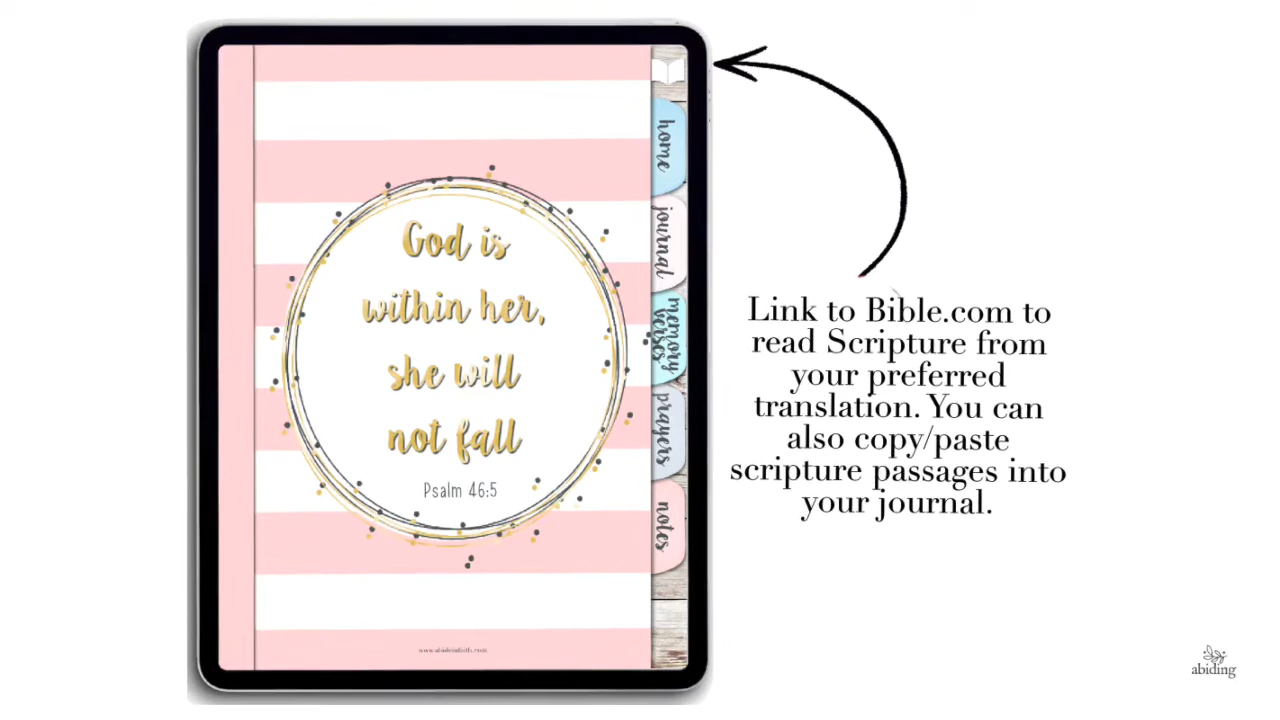 God is
within her,
she will
not fall
Psalm 46:5
home
journal
memory
verses
prayers
notes
Link to Bible.com to
read Scripture from
your preferred
translation. You can
also copy/paste
scripture passages into
your journal.
abiding